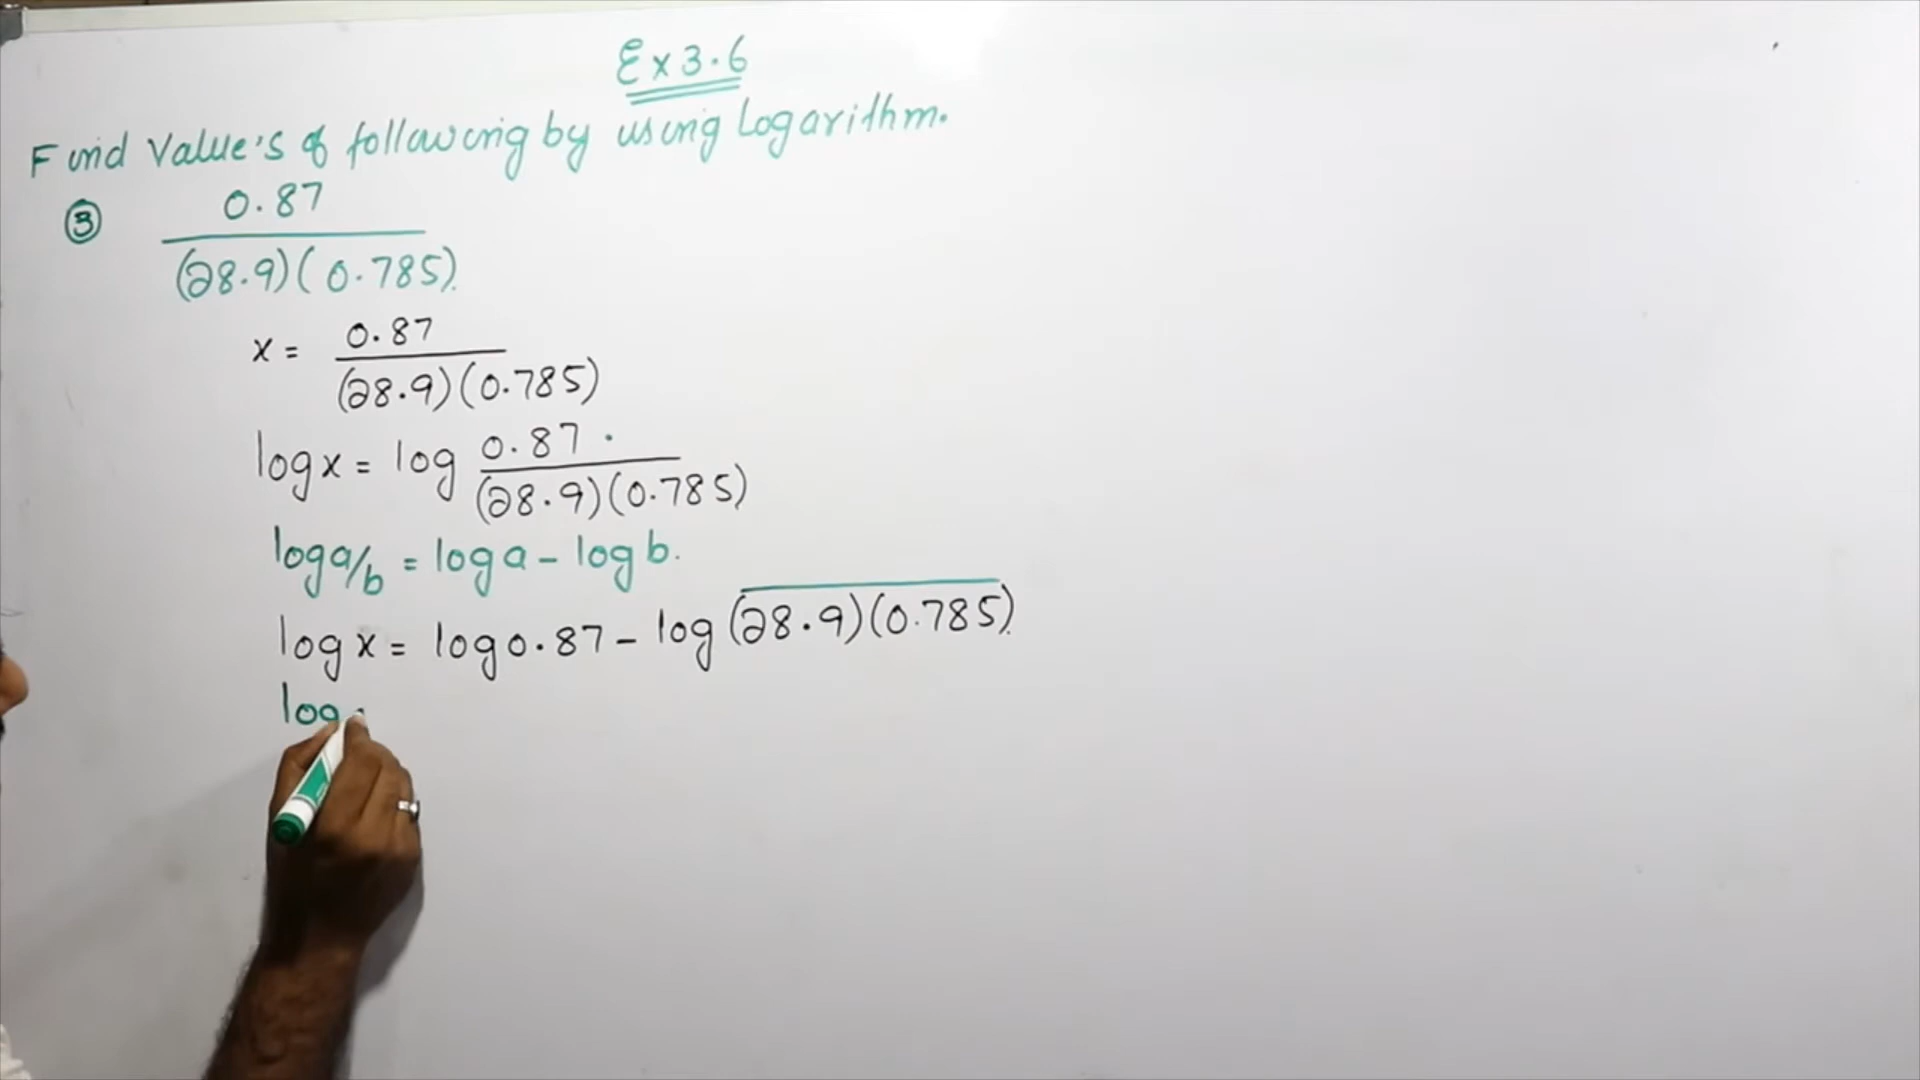 Ex 3.6
Find Value's of following by using Logarithm.
③ 0.87
(28.9)(0.785).
x = 0.87
(28.9)(0.785)
log x = log 0.87 .
(28.9)(0.785)
log a/b = log a - log b.
log x = log 0.87 - log (28.9)(0.785).
log